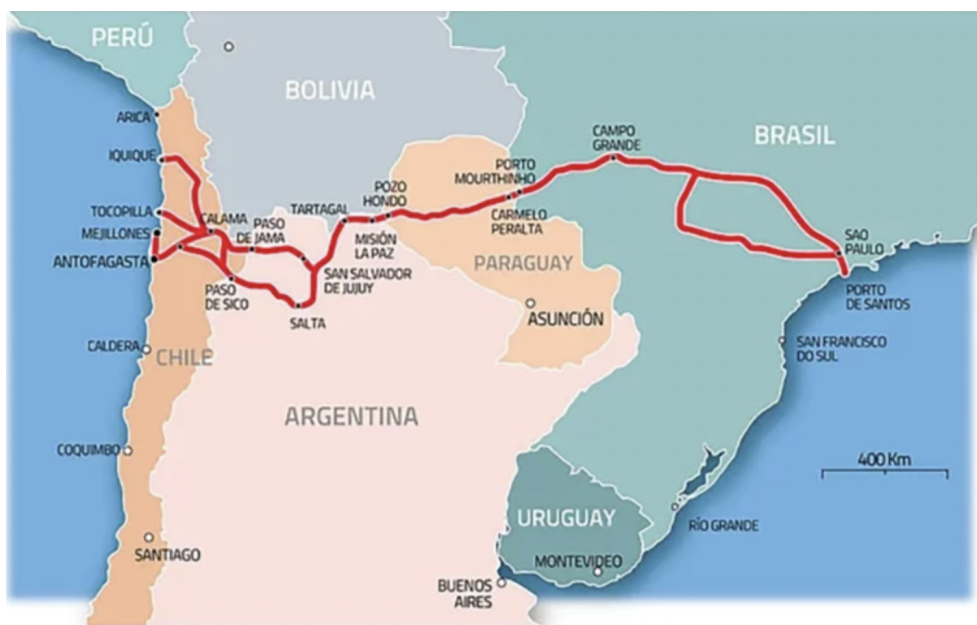 PERÚ
BOLIVIA
BRASIL
ARICA
IQUIQUE
TOCOPILLA
MEJILLONES
ANTOFAGASTA
CALAMA
PASO
DE JAMA
PASO
DE SICO
TARTAGAL
POZO
HONDO
MISIÓN
LA PAZ
SAN SALVADOR
DE JUJUY
SALTA
PORTO
MOURTHINHO
CARMELO
PERALTA
CAMPO
GRANDE
PARAGUAY
ASUNCIÓN
SAO
PAULO
PORTO
DE SANTOS
SAN FRANCISCO
DO SUL
CALDERA
CHILE
ARGENTINA
COQUIMBO
400 Km
URUGUAY
RÍO GRANDE
SANTIAGO
MONTEVIDEO
BUENOS
AIRES